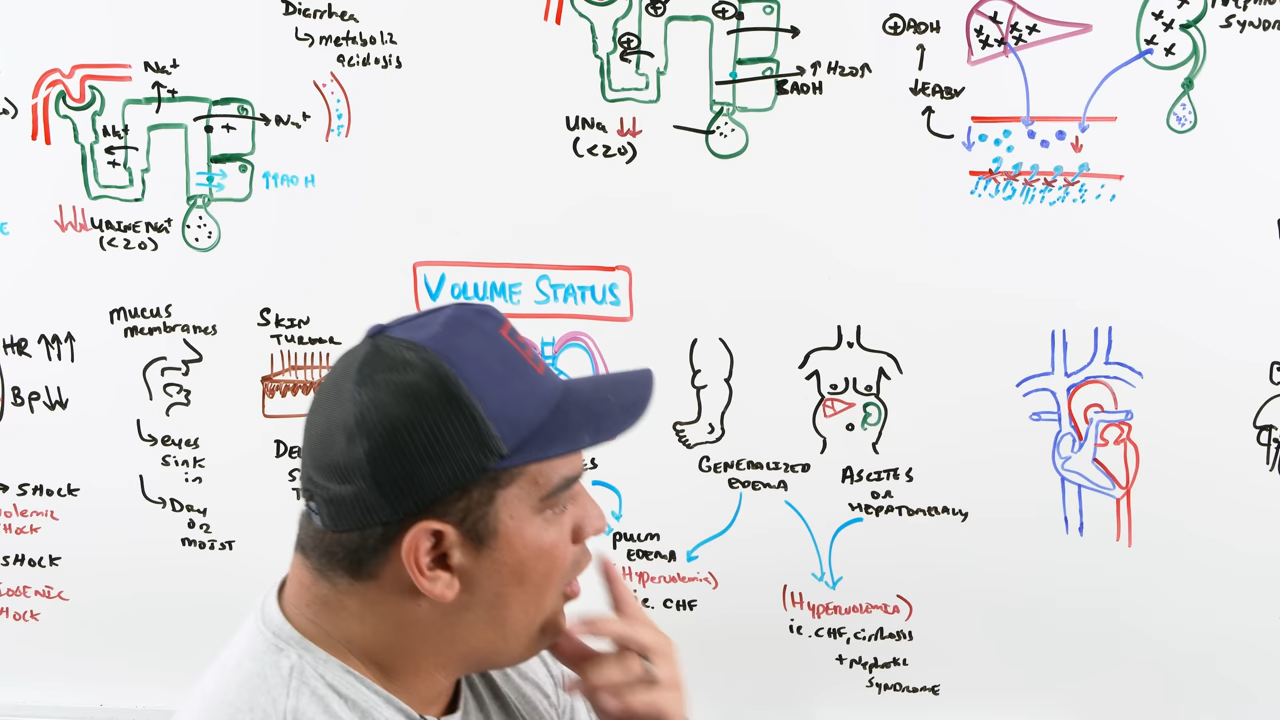 Diarrhea
↳ metabolic
acidosis
Na+
Na+
Na+
↑↑ADH
↓↓↓URINE Na+
(<20)
UNa ↓↓
(<20)
↑H2O↑
ADH
⊕ADH
↑
↓EABV
SYNDRO
VOLUME STATUS
HR ↑↑↑
BP↓↓
→ SHOCK
SHOCK
MUCUS
MEMBRANES
↳eyes
sink
in
↳Dry
or
moist
SKIN
TURGOR
PULM
EDEMA
(Hypervolemia)
i.e. CHF
GENERALIZED
EDEMA
ASCITES
OR
HEPATOMEGALY
(HYPERVOLEMIA)
i.e. CHF, cirrhosis
+ Nephrotic
SYNDROME